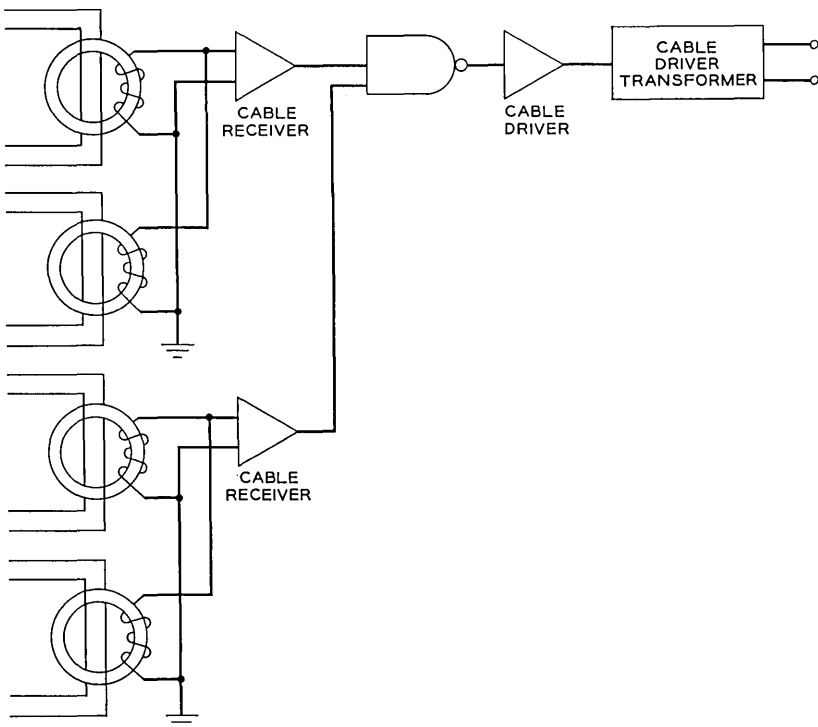 CABLE
RECEIVER
CABLE
DRIVER
CABLE
DRIVER
TRANSFORMER
CABLE
RECEIVER